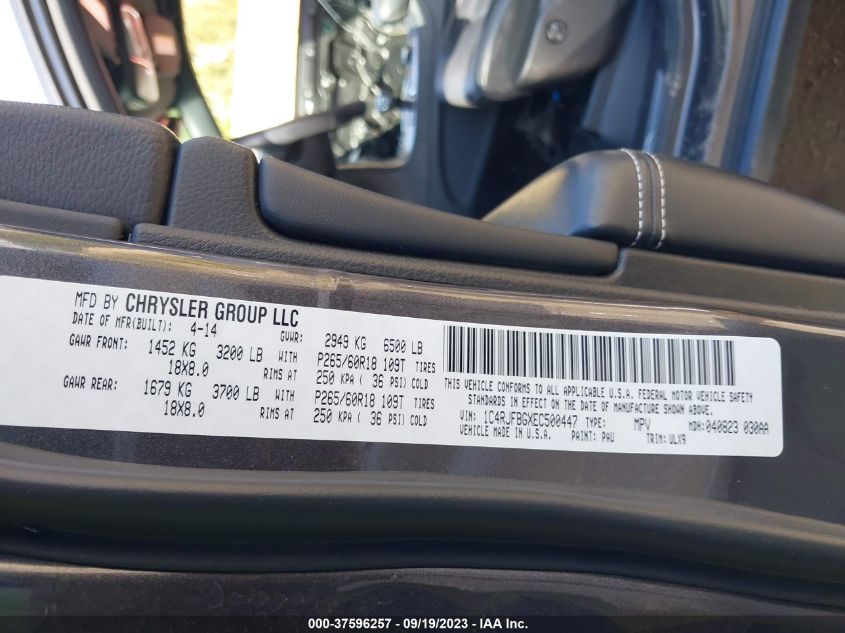 MFD BY CHRYSLER GROUP LLC
DATE OF MFR(BUILT): 4-14 GVWR: 2949 KG 6500 LB
GAWR FRONT: 1452 KG 3200 LB WITH P265/60R18 109T TIRES
18X8.0 RIMS AT 250 KPA ( 36 PSI) COLD
GAWR REAR: 1679 KG 3700 LB WITH P265/60R18 109T TIRES
18X8.0 RIMS AT 250 KPA ( 36 PSI) COLD
THIS VEHICLE CONFORMS TO ALL APPLICABLE U.S.A. FEDERAL MOTOR VEHICLE SAFETY
STANDARDS IN EFFECT ON THE DATE OF MANUFACTURE SHOWN ABOVE.
VIN: 1C4RJFBGXEC500447 TYPE: MPV MDH: 040823 030AA
VEHICLE MADE IN U.S.A. PAINT: PAU TRIM: ULX9
000-37596257 - 09/19/2023 - IAA Inc.